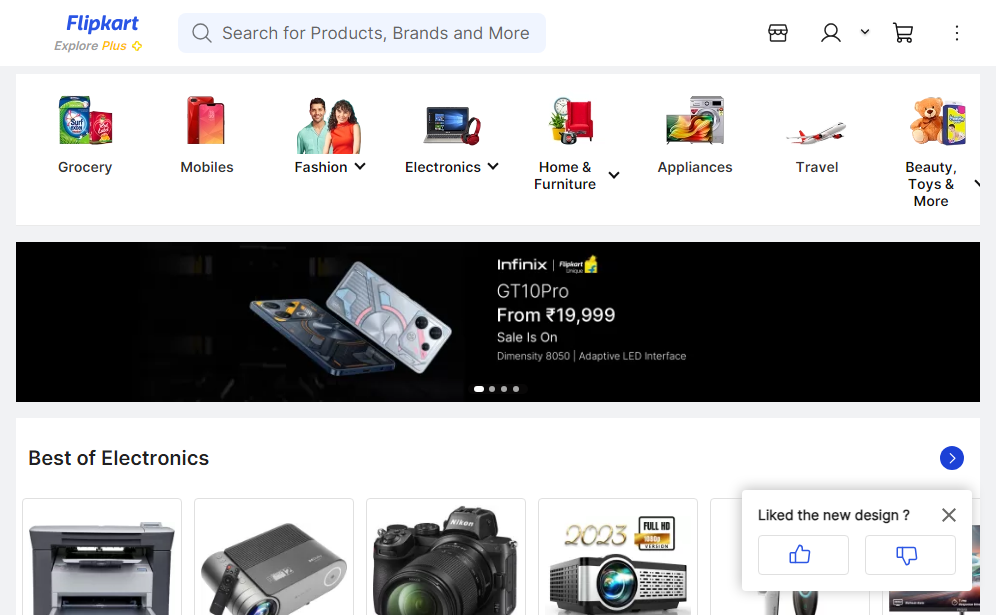 Flipkart
Explore Plus
Search for Products, Brands and More
Grocery
Mobiles
Fashion
Electronics
Home &
Furniture
Appliances
Travel
Beauty,
Toys &
More
Infinix | Flipkart
Unique
GT10Pro
From ₹19,999
Sale Is On
Dimensity 8050 | Adaptive LED Interface
Best of Electronics
Nikon
2023 FULL HD
1080p
VERSION
Liked the new design ?